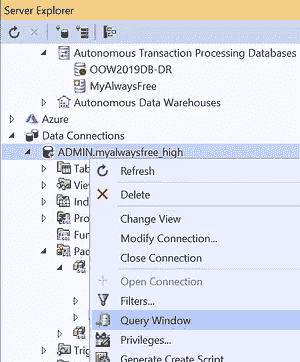 Server Explorer
Autonomous Transaction Processing Databases
OOW2019DB-DR
MyAlwaysFree
Autonomous Data Warehouses
Azure
Data Connections
ADMIN.myalwaysfree_high
Tab
Refresh
View
Delete
Ind
Change View
Pro
Modify Connection...
Fun
Close Connection
Pac
Open Connection
Filters...
Query Window
Privileges...
Trig
Generate Create Script